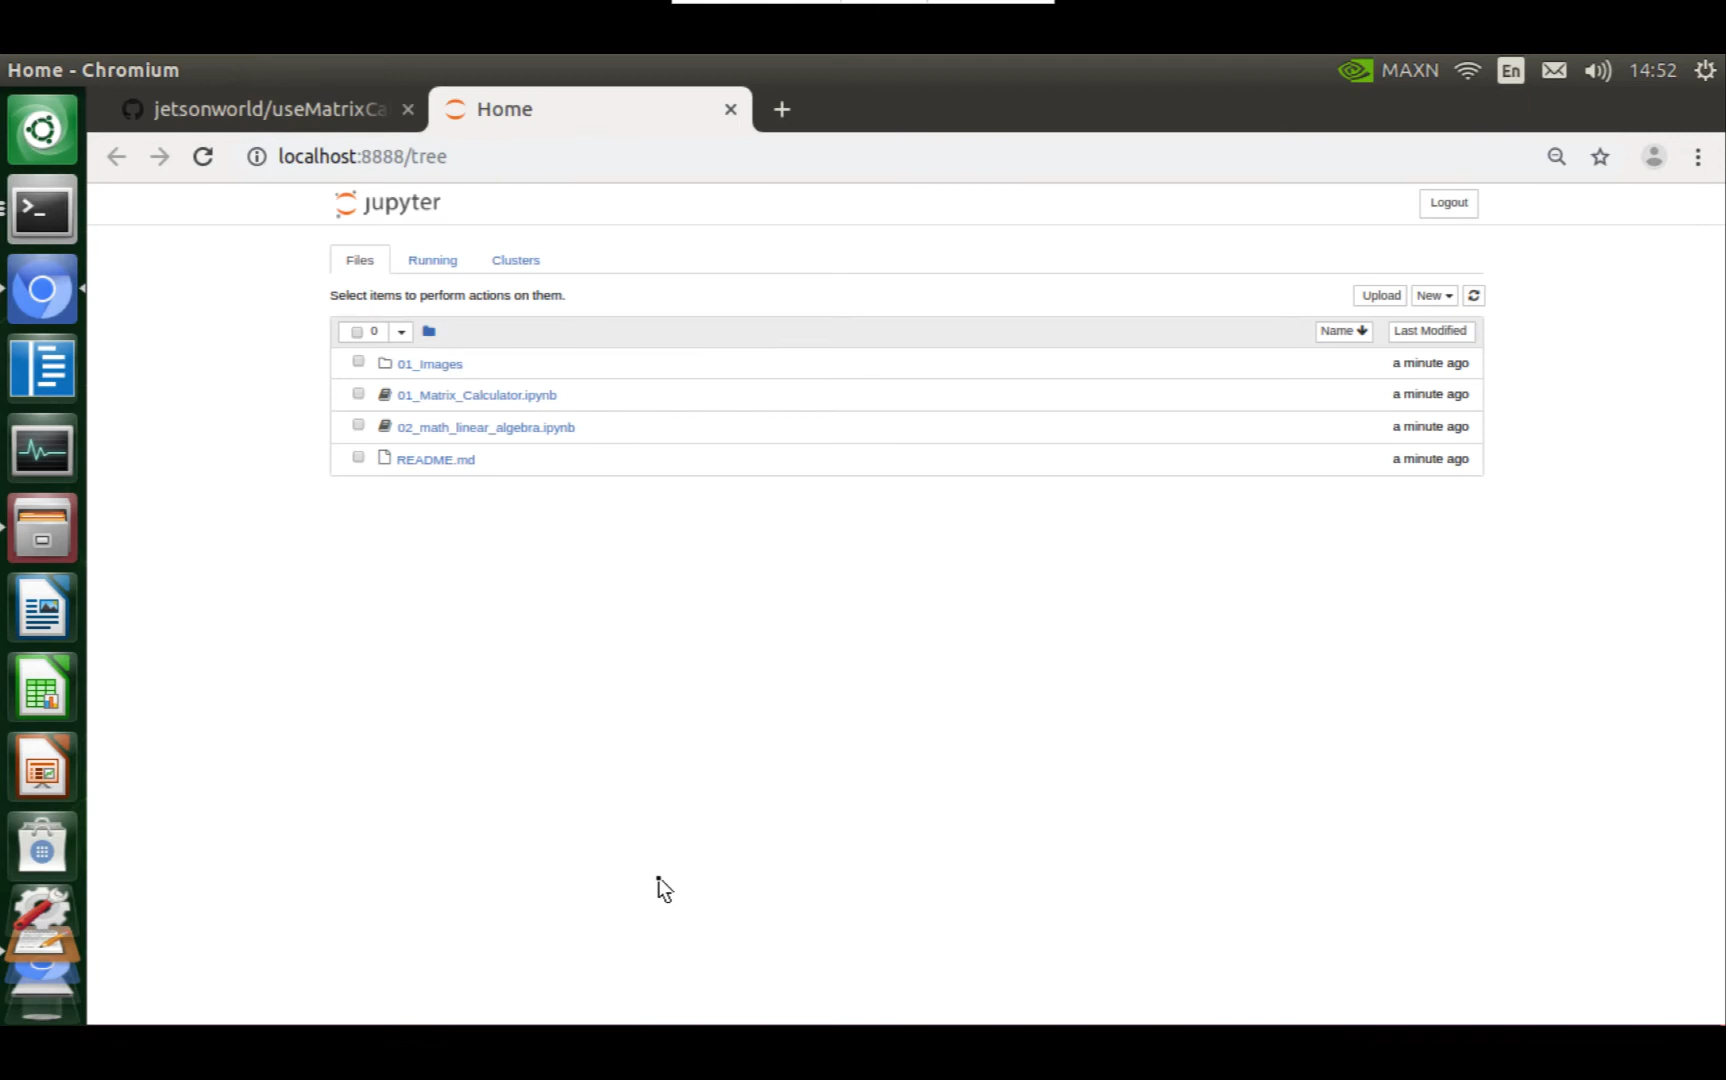 Home - Chromium
MAXN
En
14:52
jetsonworld/useMatrixCa
Home
localhost:8888/tree
jupyter
Logout
Files
Running
Clusters
Select items to perform actions on them.
Upload
New
0
Name
Last Modified
01_Images
a minute ago
01_Matrix_Calculator.ipynb
a minute ago
02_math_linear_algebra.ipynb
a minute ago
README.md
a minute ago